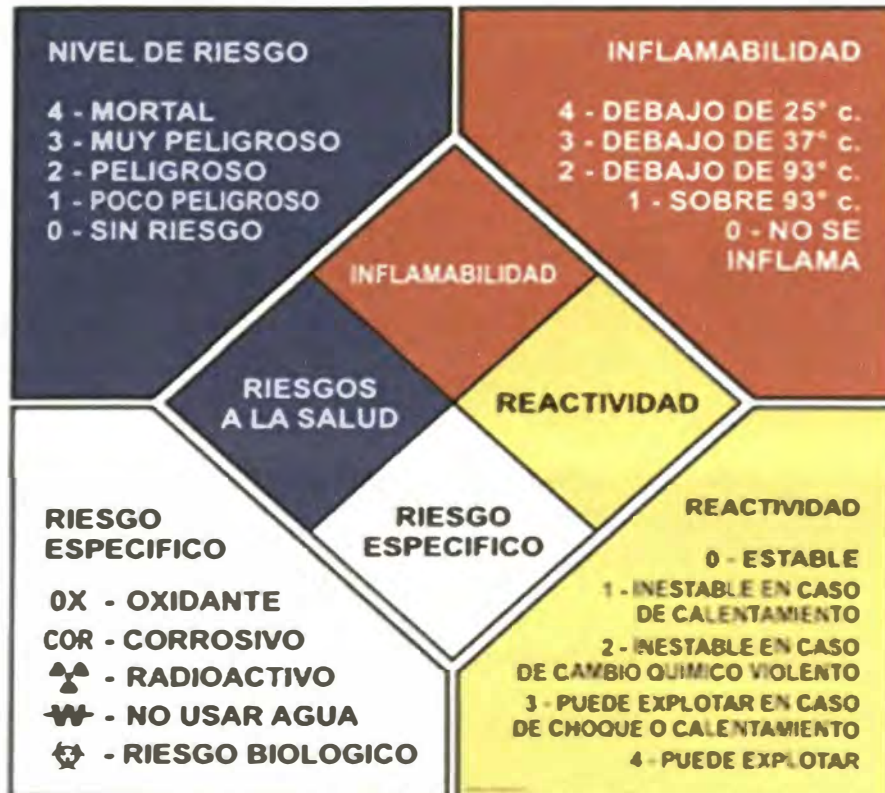 NIVEL DE RIESGO
4 - MORTAL
3 - MUY PELIGROSO
2 - PELIGROSO
1 - POCO PELIGROSO
0 - SIN RIESGO
INFLAMABILIDAD
4 - DEBAJO DE 25° c.
3 - DEBAJO DE 37° c.
2 - DEBAJO DE 93° c.
1 - SOBRE 93° c.
0 - NO SE
INFLAMA
INFLAMABILIDAD
RIESGOS
A LA SALUD
REACTIVIDAD
RIESGO
ESPECIFICO
RIESGO
ESPECIFICO
0X - OXIDANTE
COR - CORROSIVO
- RADIOACTIVO
W - NO USAR AGUA
- RIESGO BIOLOGICO
REACTIVIDAD
0 - ESTABLE
1 - INESTABLE EN CASO
DE CALENTAMIENTO
2 - INESTABLE EN CASO
DE CAMBIO QUIMICO VIOLENTO
3 - PUEDE EXPLOTAR EN CASO
DE CHOQUE O CALENTAMIENTO
4 - PUEDE EXPLOTAR